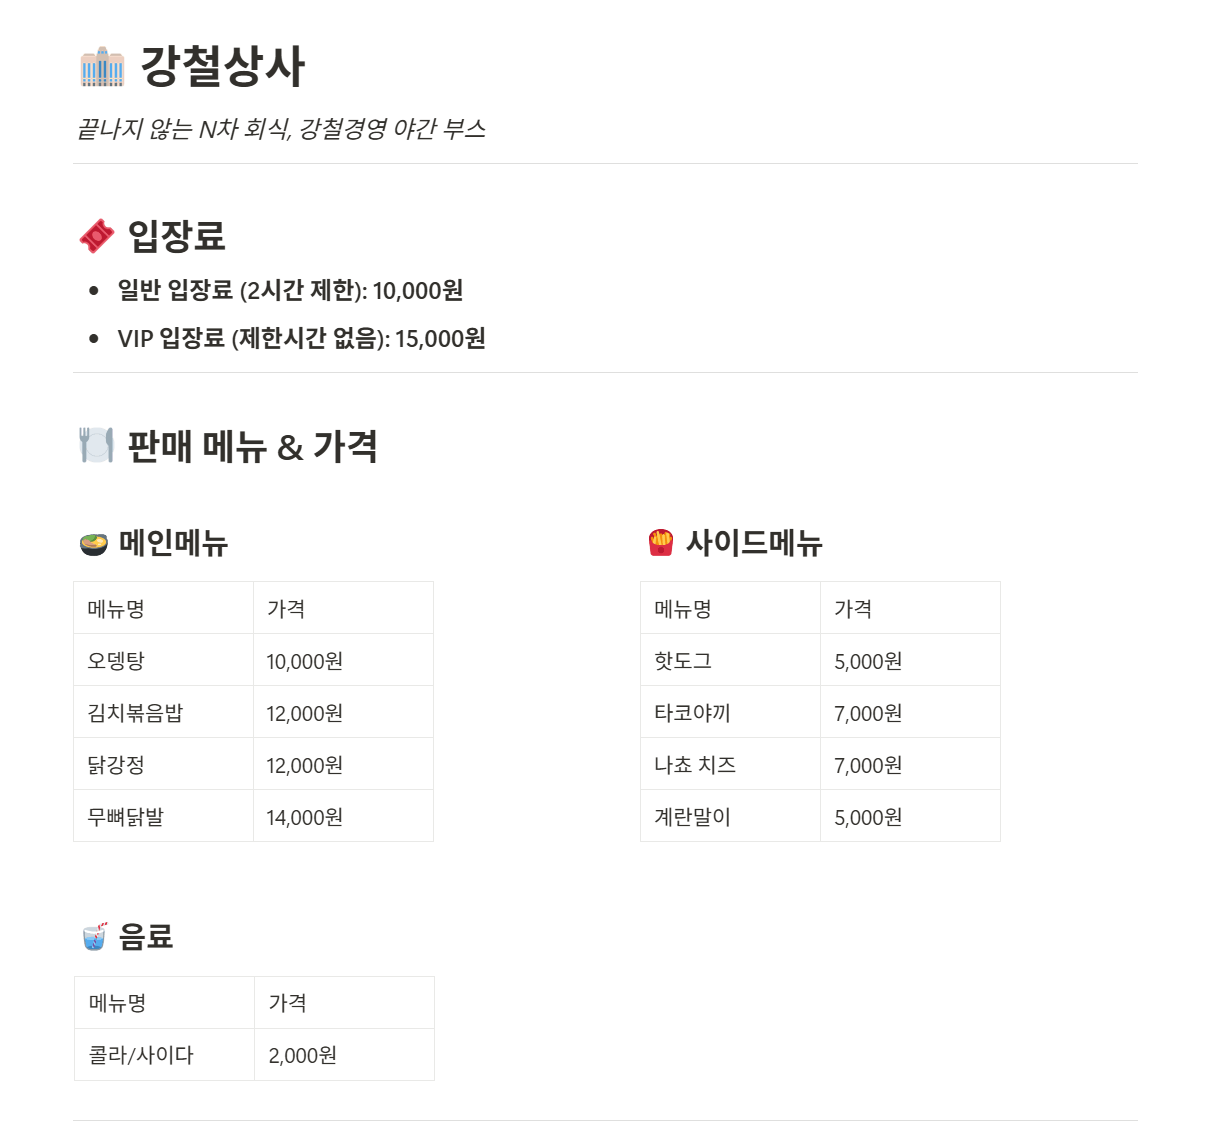 강철상사
끝나지 않는 N차 회식, 강철경영 야간 부스
입장료
• 일반 입장료 (2시간 제한): 10,000원
• VIP 입장료 (제한시간 없음): 15,000원
판매 메뉴 & 가격
메인메뉴
메뉴명 가격
오뎅탕 10,000원
김치볶음밥 12,000원
닭강정 12,000원
무뼈닭발 14,000원
사이드메뉴
메뉴명 가격
핫도그 5,000원
타코야끼 7,000원
나쵸 치즈 7,000원
계란말이 5,000원
음료
메뉴명 가격
콜라/사이다 2,000원